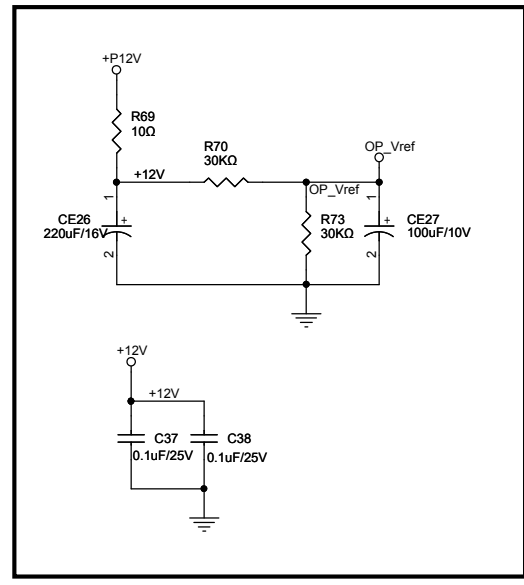 +P12V
R69
10Ω
R70
30KΩ
OP_Vref
+12V
OP_Vref
1
CE26
220uF/16V
2
R73
30KΩ
1
CE27
100uF/10V
2
+12V
+12V
C37
0.1uF/25V
C38
0.1uF/25V